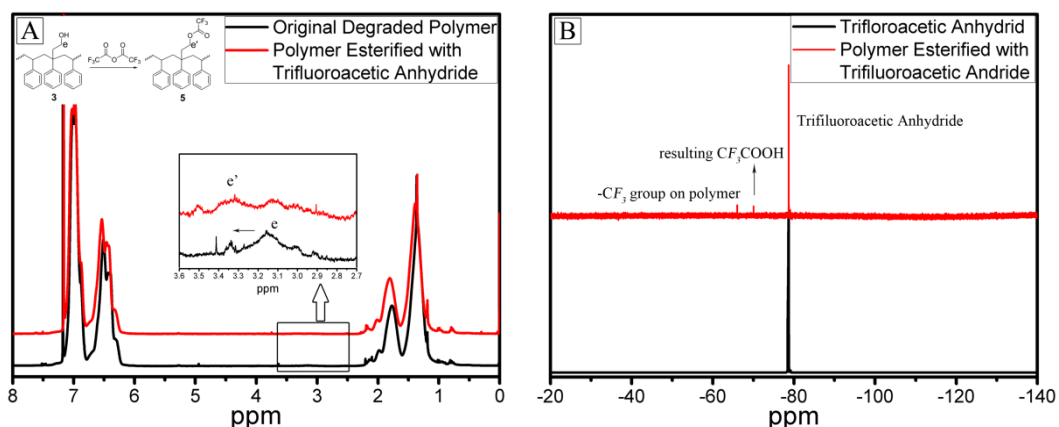 A
OH
e
F₃C
O
O
O
CF₃
3
CF₃
O
O
e'
5
Original Degraded Polymer
Polymer Esterified with
Trifluoroacetic Anhydride
e'
e
3.6 3.5 3.4 3.3 3.2 3.1 3.0 2.9 2.8 2.7
ppm
8 7 6 5 4 3 2 1 0
ppm
B
Trifloroacetic Anhydrid
Polymer Esterified with
Trifiluoroacetic Andride
Trifiluoroacetic Anhydride
resulting CF₃COOH
-CF₃ group on polymer
-20 -40 -60 -80 -100 -120 -140
ppm